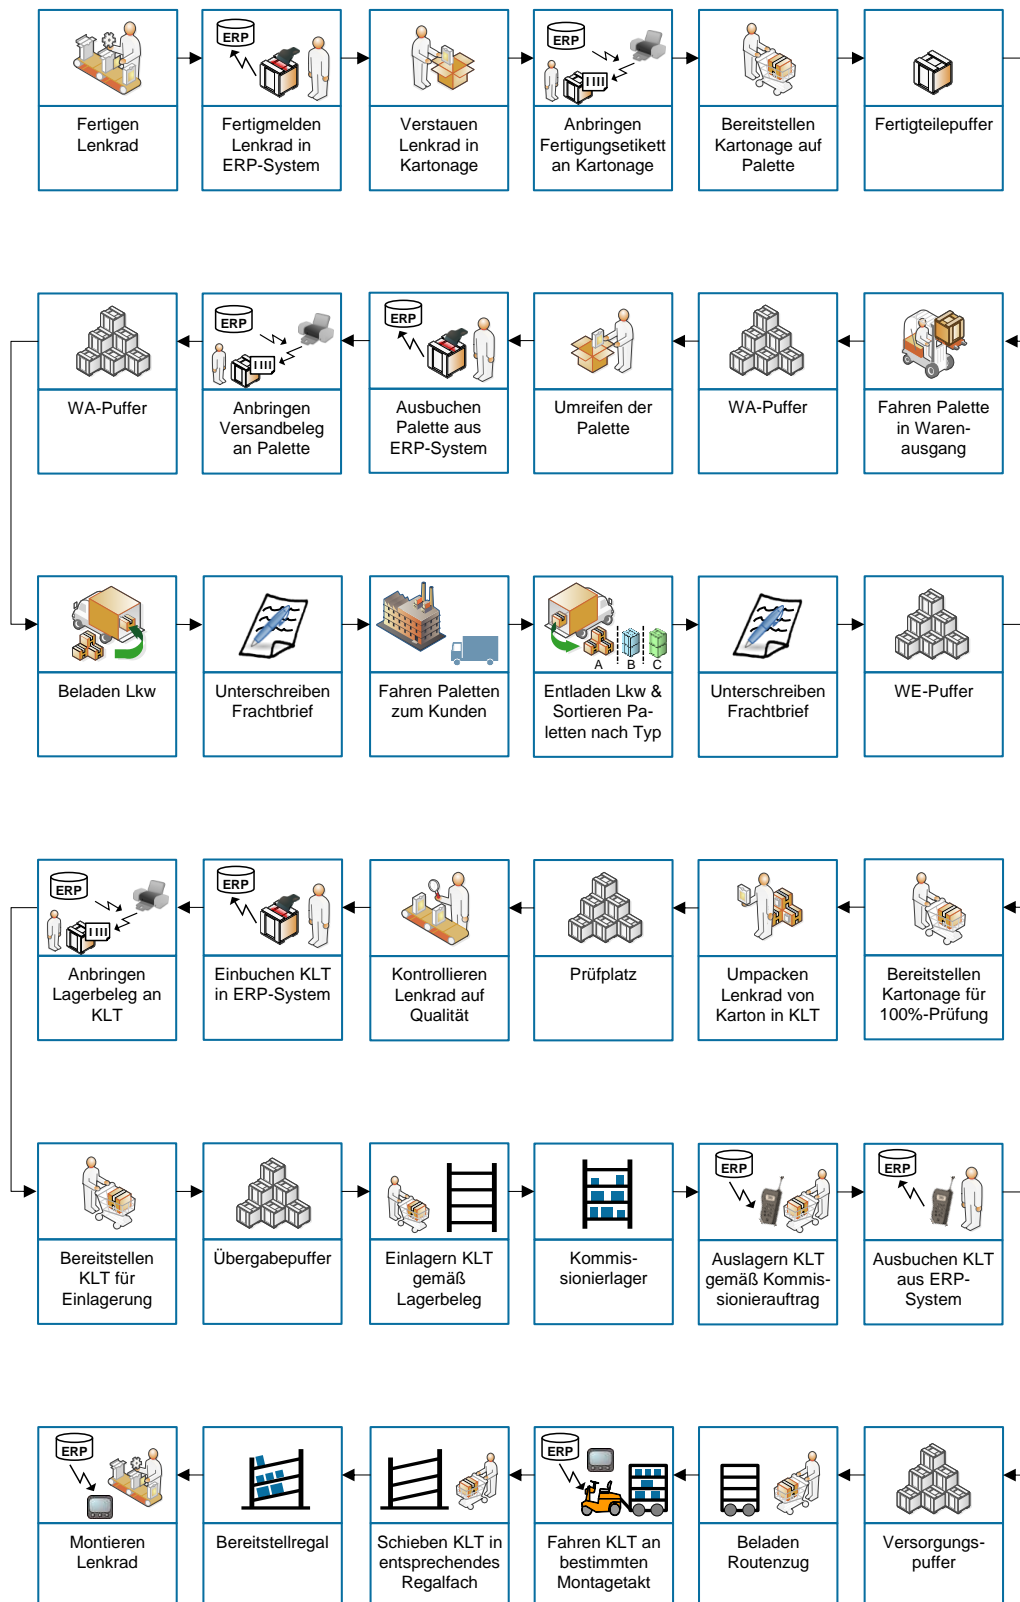 ERP
ERP
Fertigen
Lenkrad
Fertigmelden
Lenkrad in
ERP-System
Verstauen
Lenkrad in
Kartonage
Anbringen
Fertigungsetikett
an Kartonage
Bereitstellen
Kartonage auf
Palette
Fertigteilepuffer
ERP
ERP
WA-Puffer
Anbringen
Versandbeleg
an Palette
Ausbuchen
Palette aus
ERP-System
Umreifen der
Palette
WA-Puffer
Fahren Palette
in Waren-
ausgang
A
B
C
Beladen Lkw
Unterschreiben
Frachtbrief
Fahren Paletten
zum Kunden
Entladen Lkw &
Sortieren Pa-
letten nach Typ
Unterschreiben
Frachtbrief
WE-Puffer
ERP
ERP
Anbringen
Lagerbeleg an
KLT
Einbuchen KLT
in ERP-System
Kontrollieren
Lenkrad auf
Qualität
Prüfplatz
Umpacken
Lenkrad von
Karton in KLT
Bereitstellen
Kartonage für
100%-Prüfung
ERP
ERP
Bereitstellen
KLT für
Einlagerung
Übergabepuffer
Einlagern KLT
gemäß
Lagerbeleg
Kommis-
sionierlager
Auslagern KLT
gemäß Kommis-
sionierauftrag
Ausbuchen KLT
aus ERP-
System
ERP
ERP
Montieren
Lenkrad
Bereitstellregal
Schieben KLT in
entsprechendes
Regalfach
Fahren KLT an
bestimmten
Montagetakt
Beladen
Routenzug
Versorgungs-
puffer